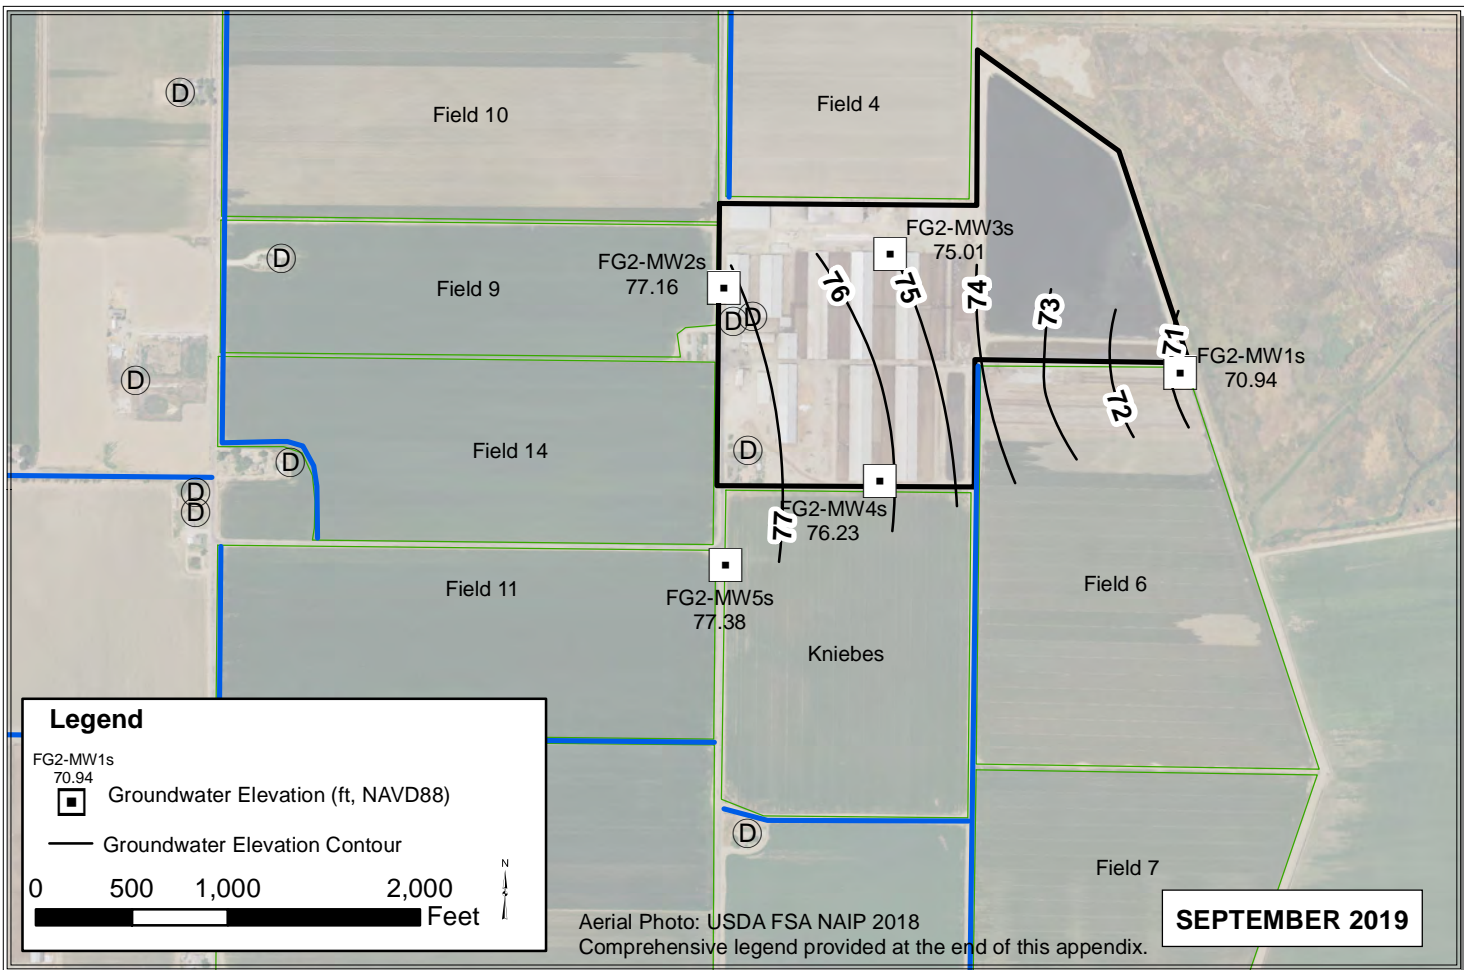 D
Field 10
Field 4
FG2-MW3s
75.01
D
FG2-MW2s
77.16
Field 9
76
75
74
73
D
D
71
FG2-MW1s
70.94
D
72
Field 14
D
D
D
D
FG2-MW4s
76.23
77
Field 11
FG2-MW5s
77.38
Field 6
Kniebes
Legend
FG2-MW1s
70.94
Groundwater Elevation (ft, NAVD88)
Groundwater Elevation Contour
0 500 1,000 2,000
Feet
N
D
Field 7
Aerial Photo: USDA FSA NAIP 2018
Comprehensive legend provided at the end of this appendix.
SEPTEMBER 2019